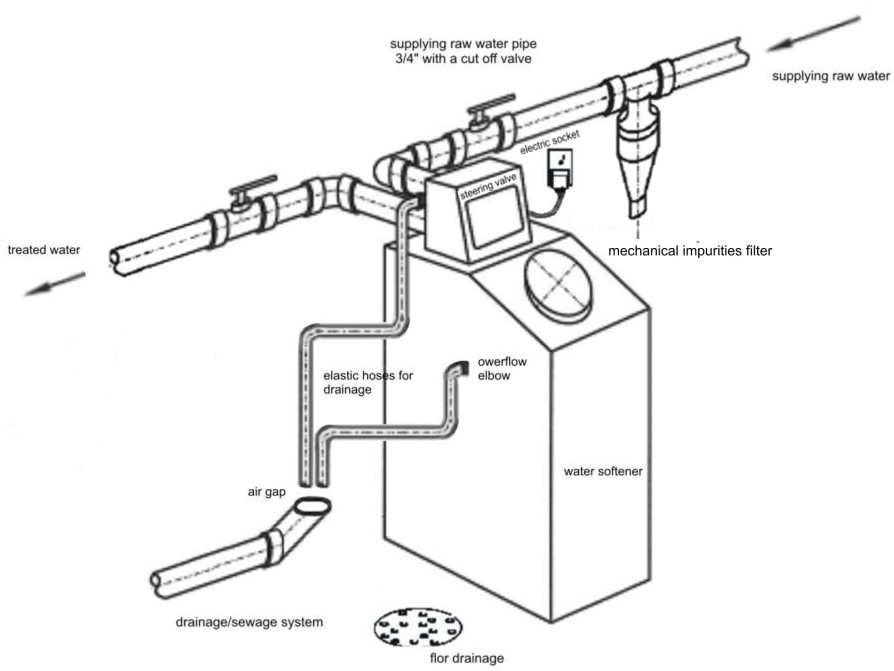 supplying raw water pipe
3/4" with a cut off valve
supplying raw water
electric socket
steering valve
treated water
mechanical impurities filter
elastic hoses for
drainage
owerflow
elbow
water softener
air gap
drainage/sewage system
flor drainage